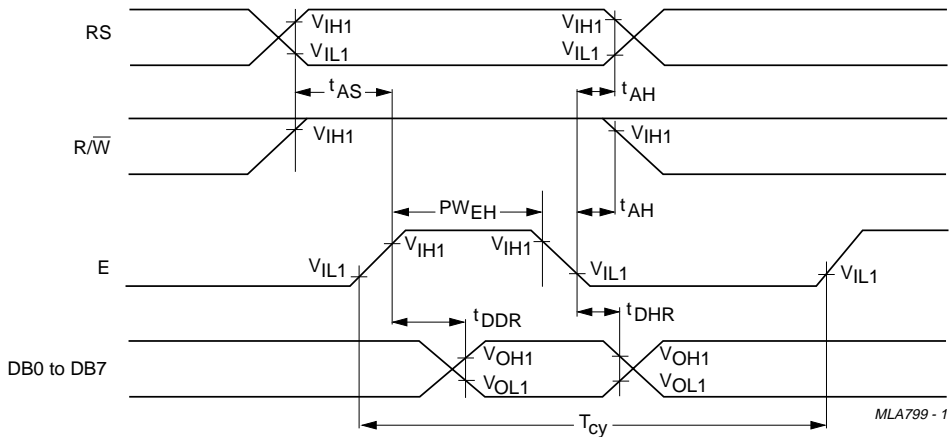 RS
VIH1
VIL1
VIH1
VIL1
tAS
tAH
R/W̅
VIH1
VIH1
PWEH
tAH
E
VIL1
VIH1
VIH1
VIL1
VIL1
tDDR
tDHR
DB0 to DB7
VOH1
VOL1
VOH1
VOL1
Tcy
MLA799 - 1